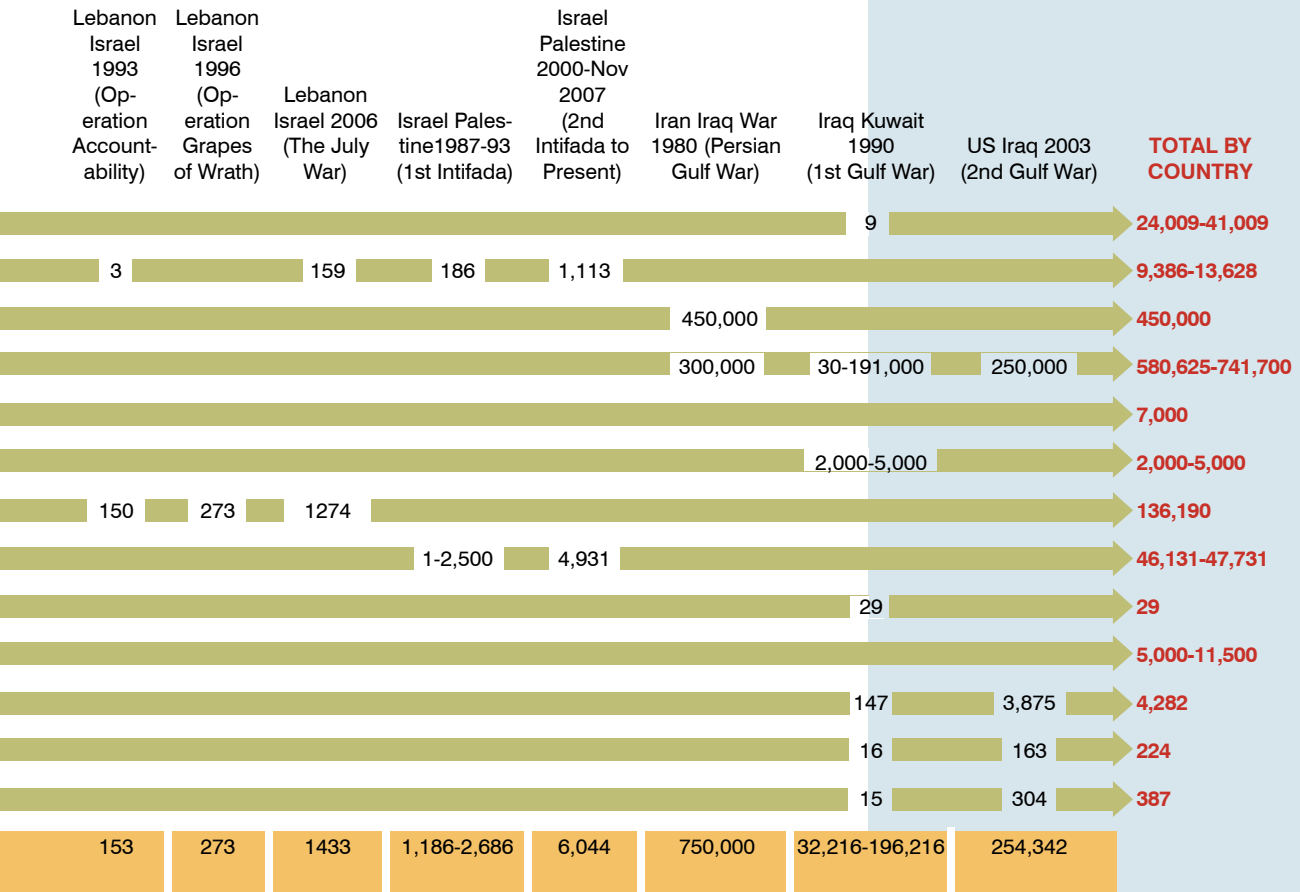 Lebanon
Israel
1993
(Op-
eration
Account-
ability)
Lebanon
Israel
1996
(Op-
eration
Grapes
of Wrath)
Lebanon
Israel 2006
(The July
War)
Israel Pales-
tine1987-93
(1st Intifada)
Israel
Palestine
2000-Nov
2007
(2nd
Intifada to
Present)
Iran Iraq War
1980 (Persian
Gulf War)
Iraq Kuwait
1990
(1st Gulf War)
US Iraq 2003
(2nd Gulf War)
TOTAL BY
COUNTRY
9 24,009-41,009
3 159 186 1,113 9,386-13,628
450,000 450,000
300,000 30-191,000 250,000 580,625-741,700
7,000
2,000-5,000 2,000-5,000
150 273 1274 136,190
1-2,500 4,931 46,131-47,731
29 29
5,000-11,500
147 3,875 4,282
16 163 224
15 304 387
153 273 1433 1,186-2,686 6,044 750,000 32,216-196,216 254,342